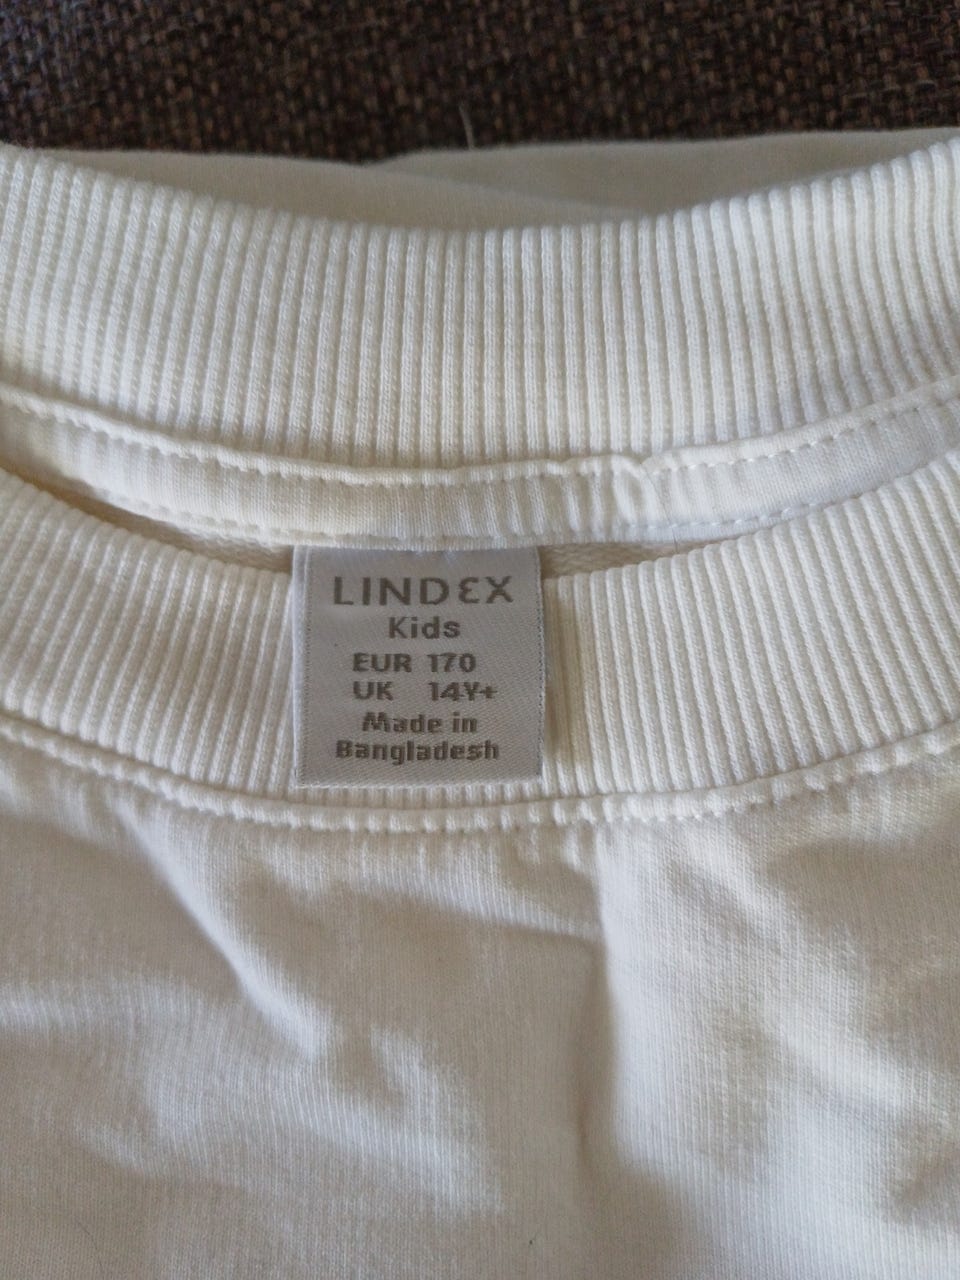 LINDEX
Kids
EUR 170
UK 14Y+
Made in
Bangladesh